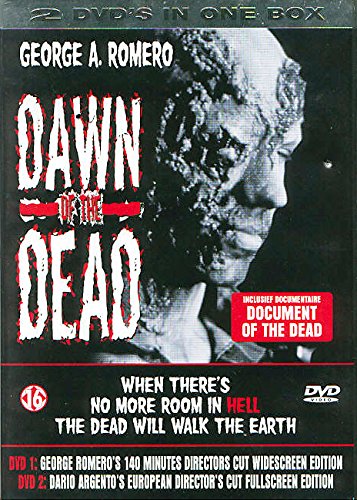 2 DVD'S IN ONE BOX
GEORGE A. ROMERO
DAWN
OF THE
DEAD
INCLUSIEF DOCUMENTAIRE
DOCUMENT
OF THE DEAD
16
WHEN THERE'S
NO MORE ROOM IN HELL
THE DEAD WILL WALK THE EARTH
DVD
VIDEO
DVD 1: GEORGE ROMERO'S 140 MINUTES DIRECTORS CUT WIDESCREEN EDITION
DVD 2: DARIO ARGENTO'S EUROPEAN DIRECTOR'S CUT FULLSCREEN EDITION